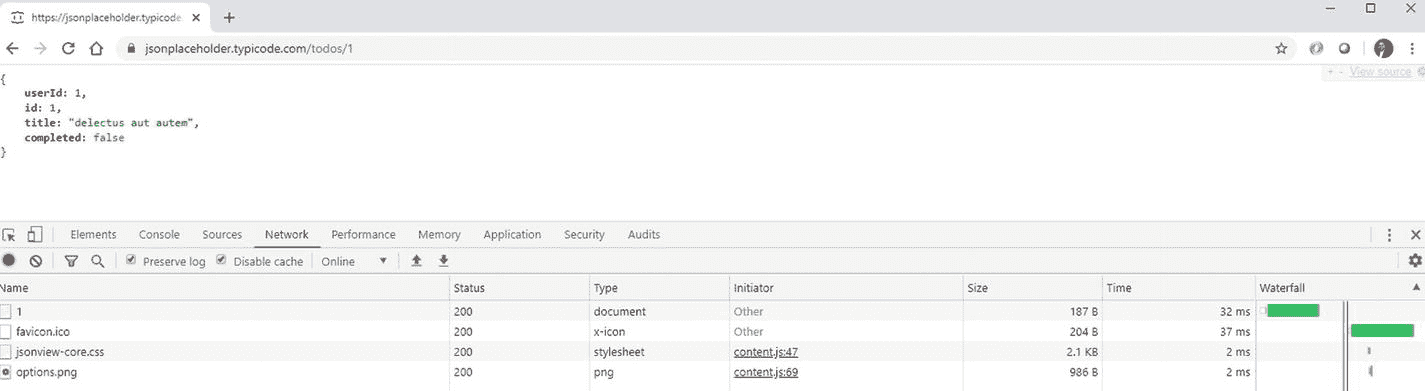 https://jsonplaceholder.typicode
jsonplaceholder.typicode.com/todos/1
+ - View source
{
userId: 1,
id: 1,
title: "delectus aut autem",
completed: false
}
Elements Console Sources Network Performance Memory Application Security Audits
Preserve log Disable cache Online
Name Status Type Initiator Size Time Waterfall
1 200 document Other 187 B 32 ms
favicon.ico 200 x-icon Other 204 B 37 ms
jsonview-core.css 200 stylesheet content.js:47 2.1 KB 2 ms
options.png 200 png content.js:69 986 B 2 ms